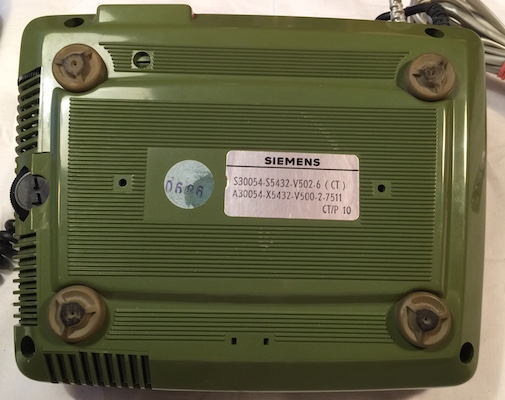 SIEMENS
S30054-S5432-V502-6 (CT)
A30054-X5432-V500-2-7511
CT/P 10
0686